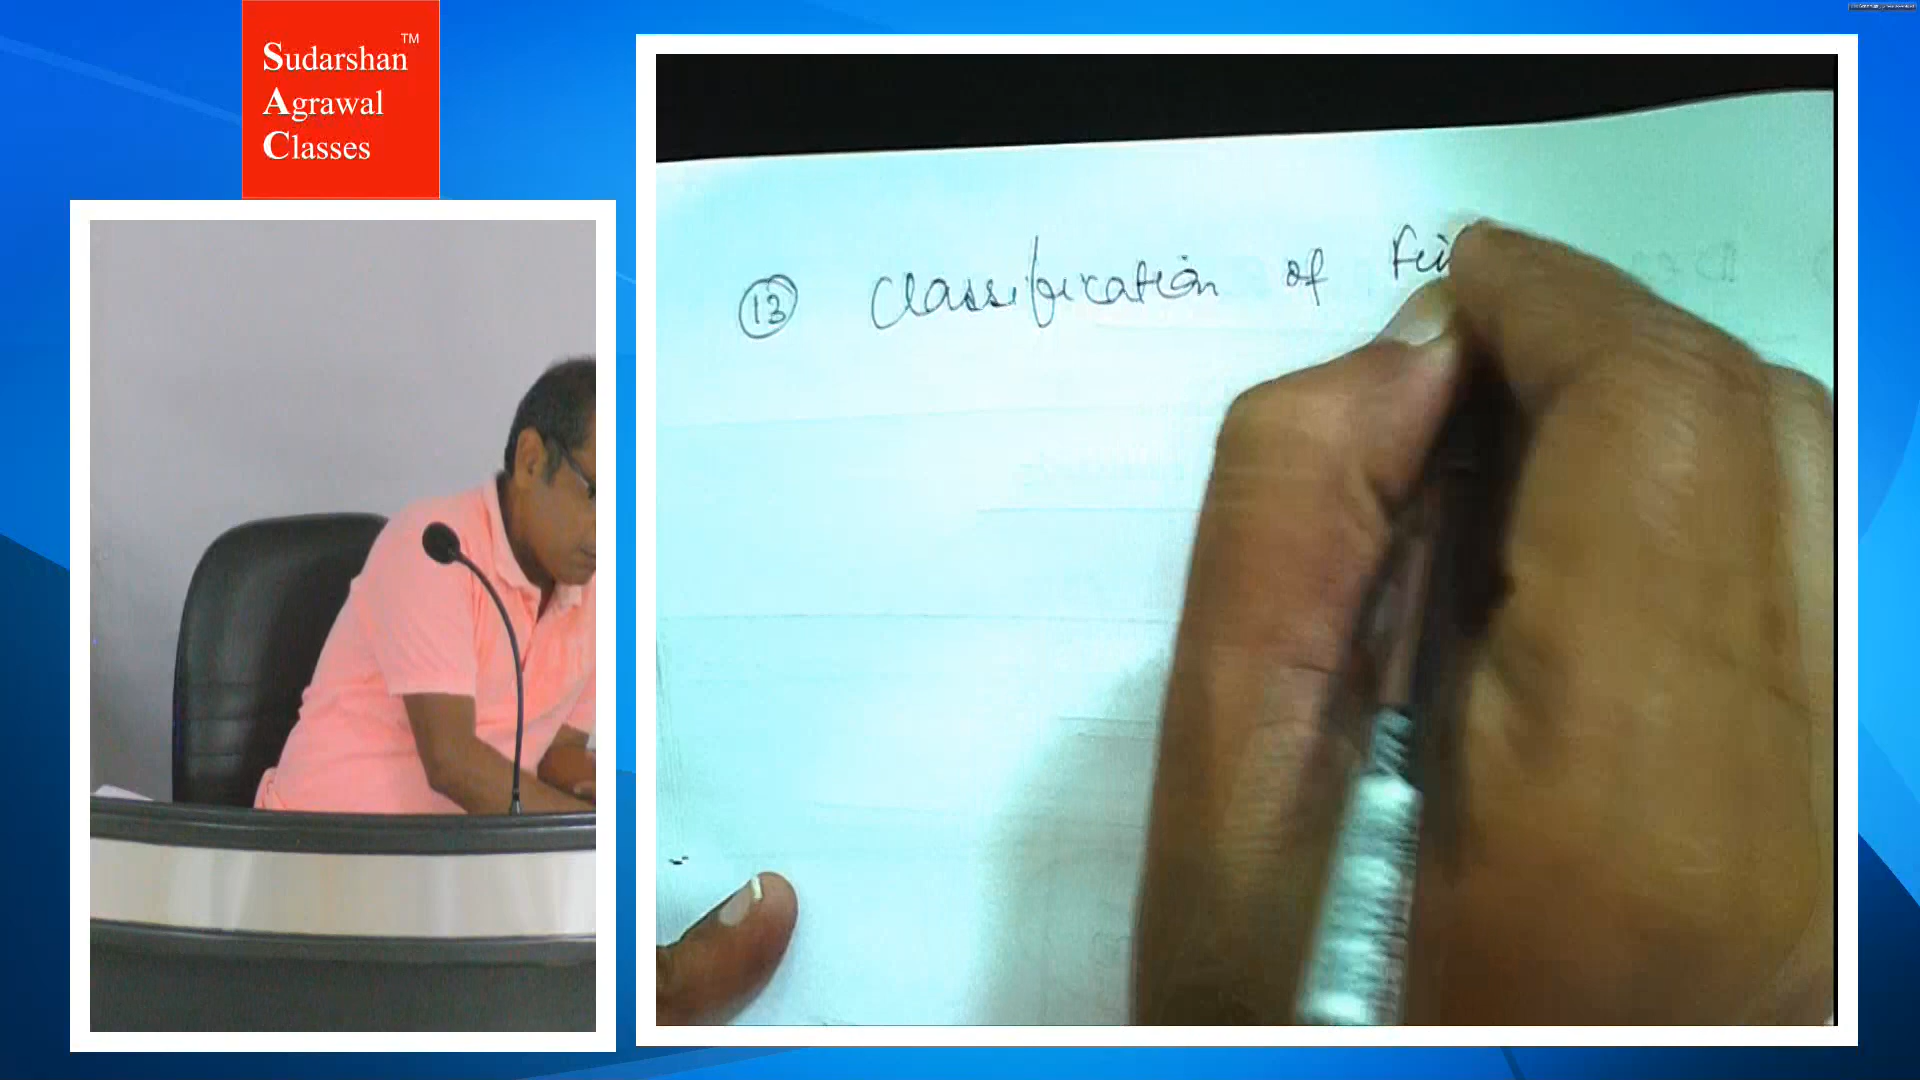 Sudarshan™
Agrawal
Classes
13 Classification of